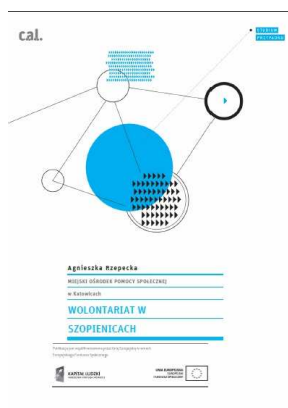 cal.
STUDIUM
PRZYPADKU
Agnieszka Rzepecka
MIEJSKI OŚRODEK POMOCY SPOŁECZNEJ
w Katowicach
WOLONTARIAT W
SZOPIENICACH
KAPITAŁ LUDZKI
UNIA EUROPEJSKA